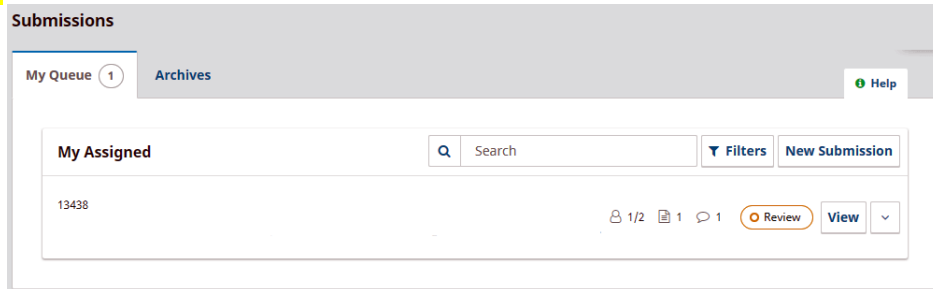 Submissions
My Queue 1 Archives
Help
My Assigned Search Filters New Submission
13438
1/2 1 1 Review View